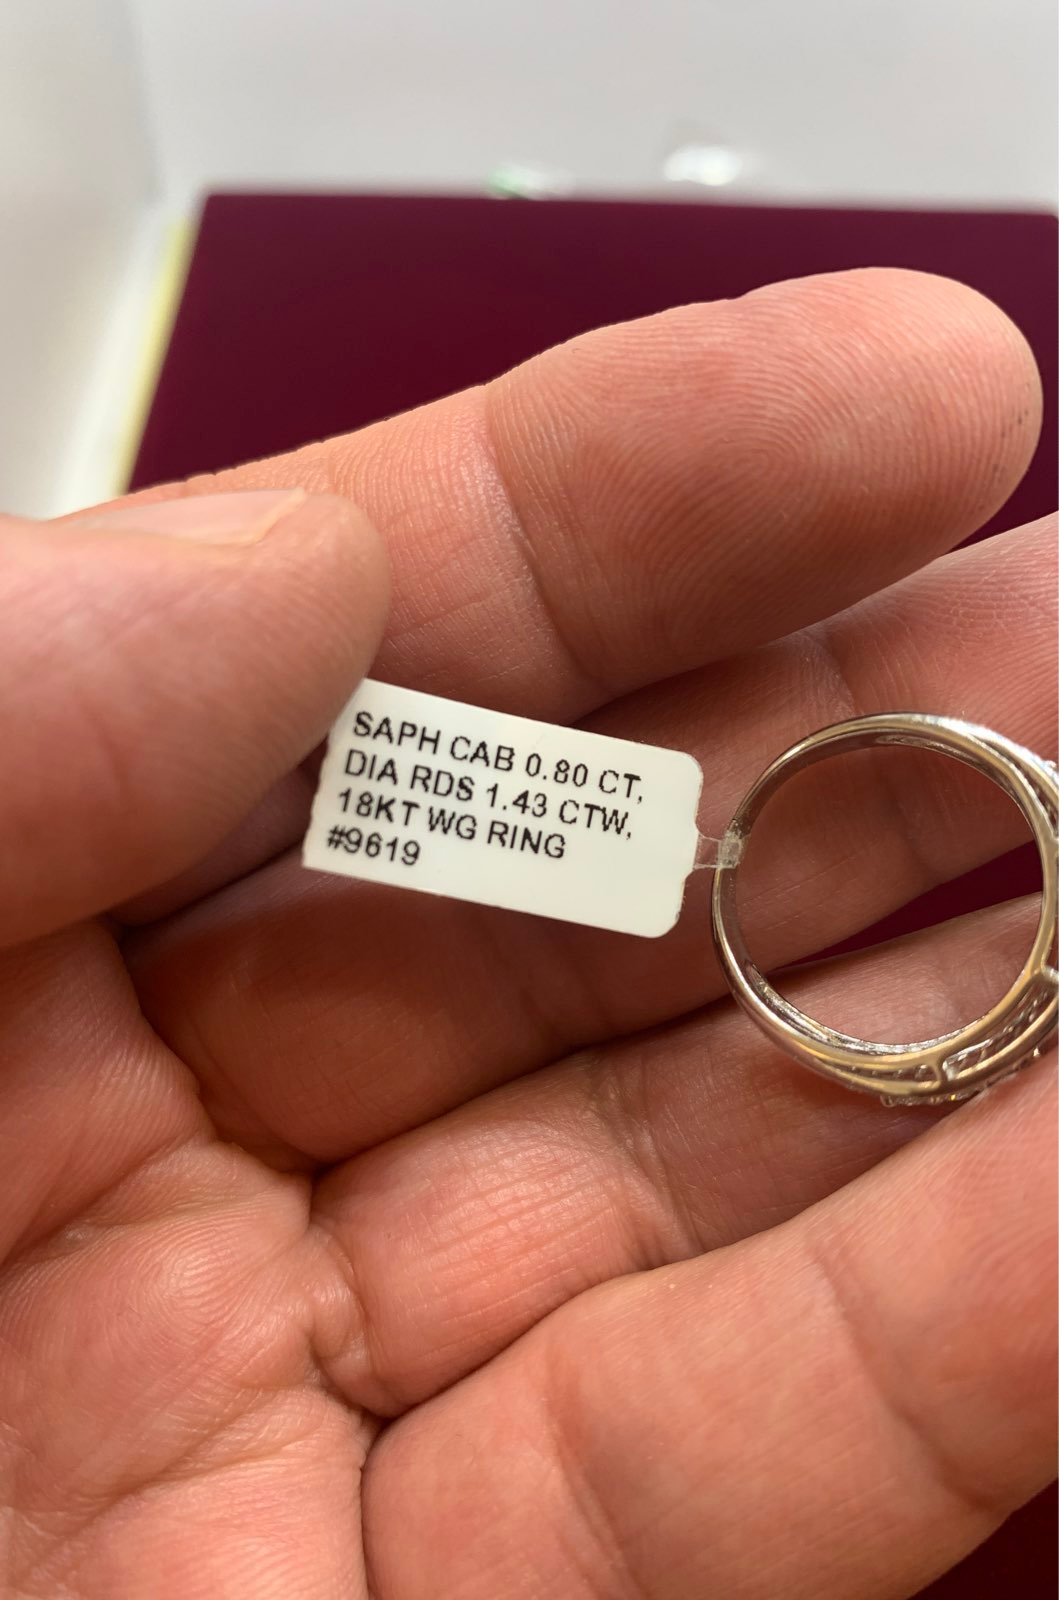 SAPH CAB 0.80 CT,
DIA RDS 1.43 CTW,
18KT WG RING
#9619